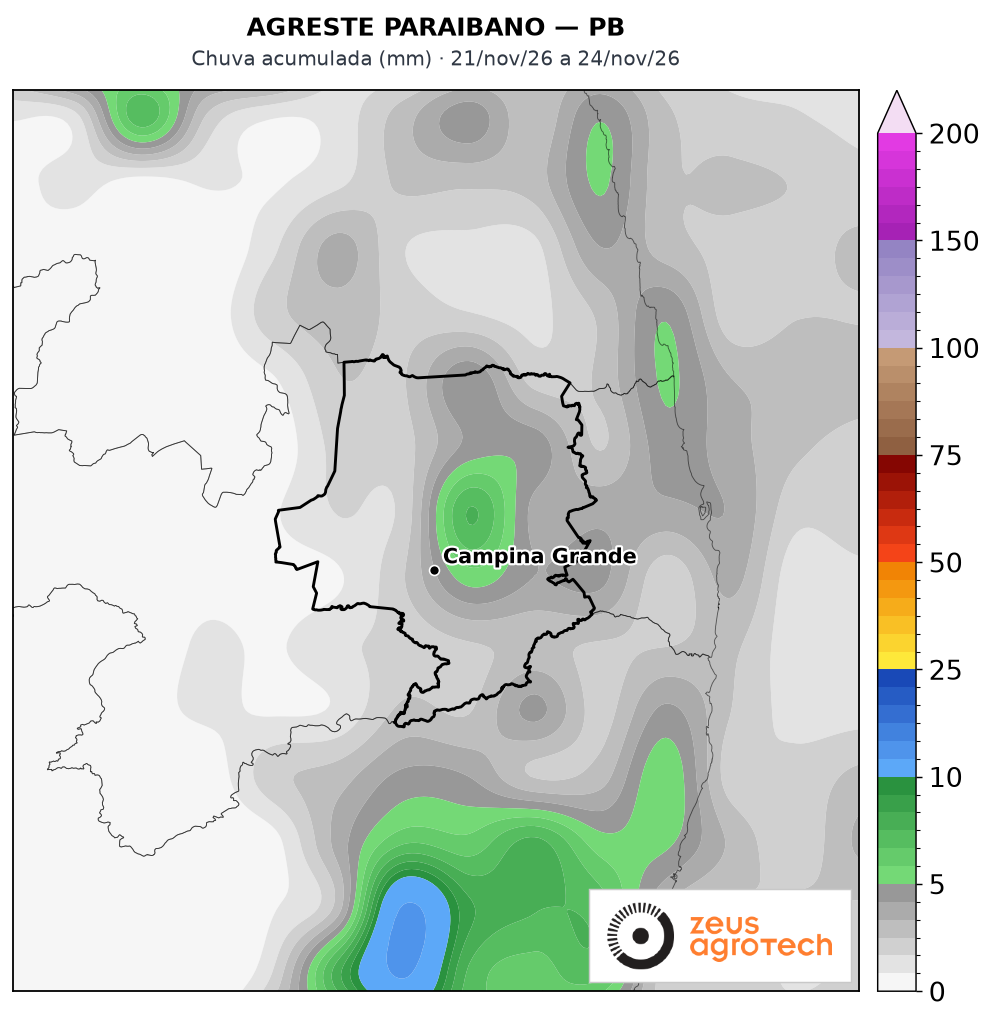 AGRESTE PARAIBANO — PB
Chuva acumulada (mm) · 21/nov/26 a 24/nov/26
200
150
100
75
50
25
10
5
0
Campina Grande
zeus
agrotech